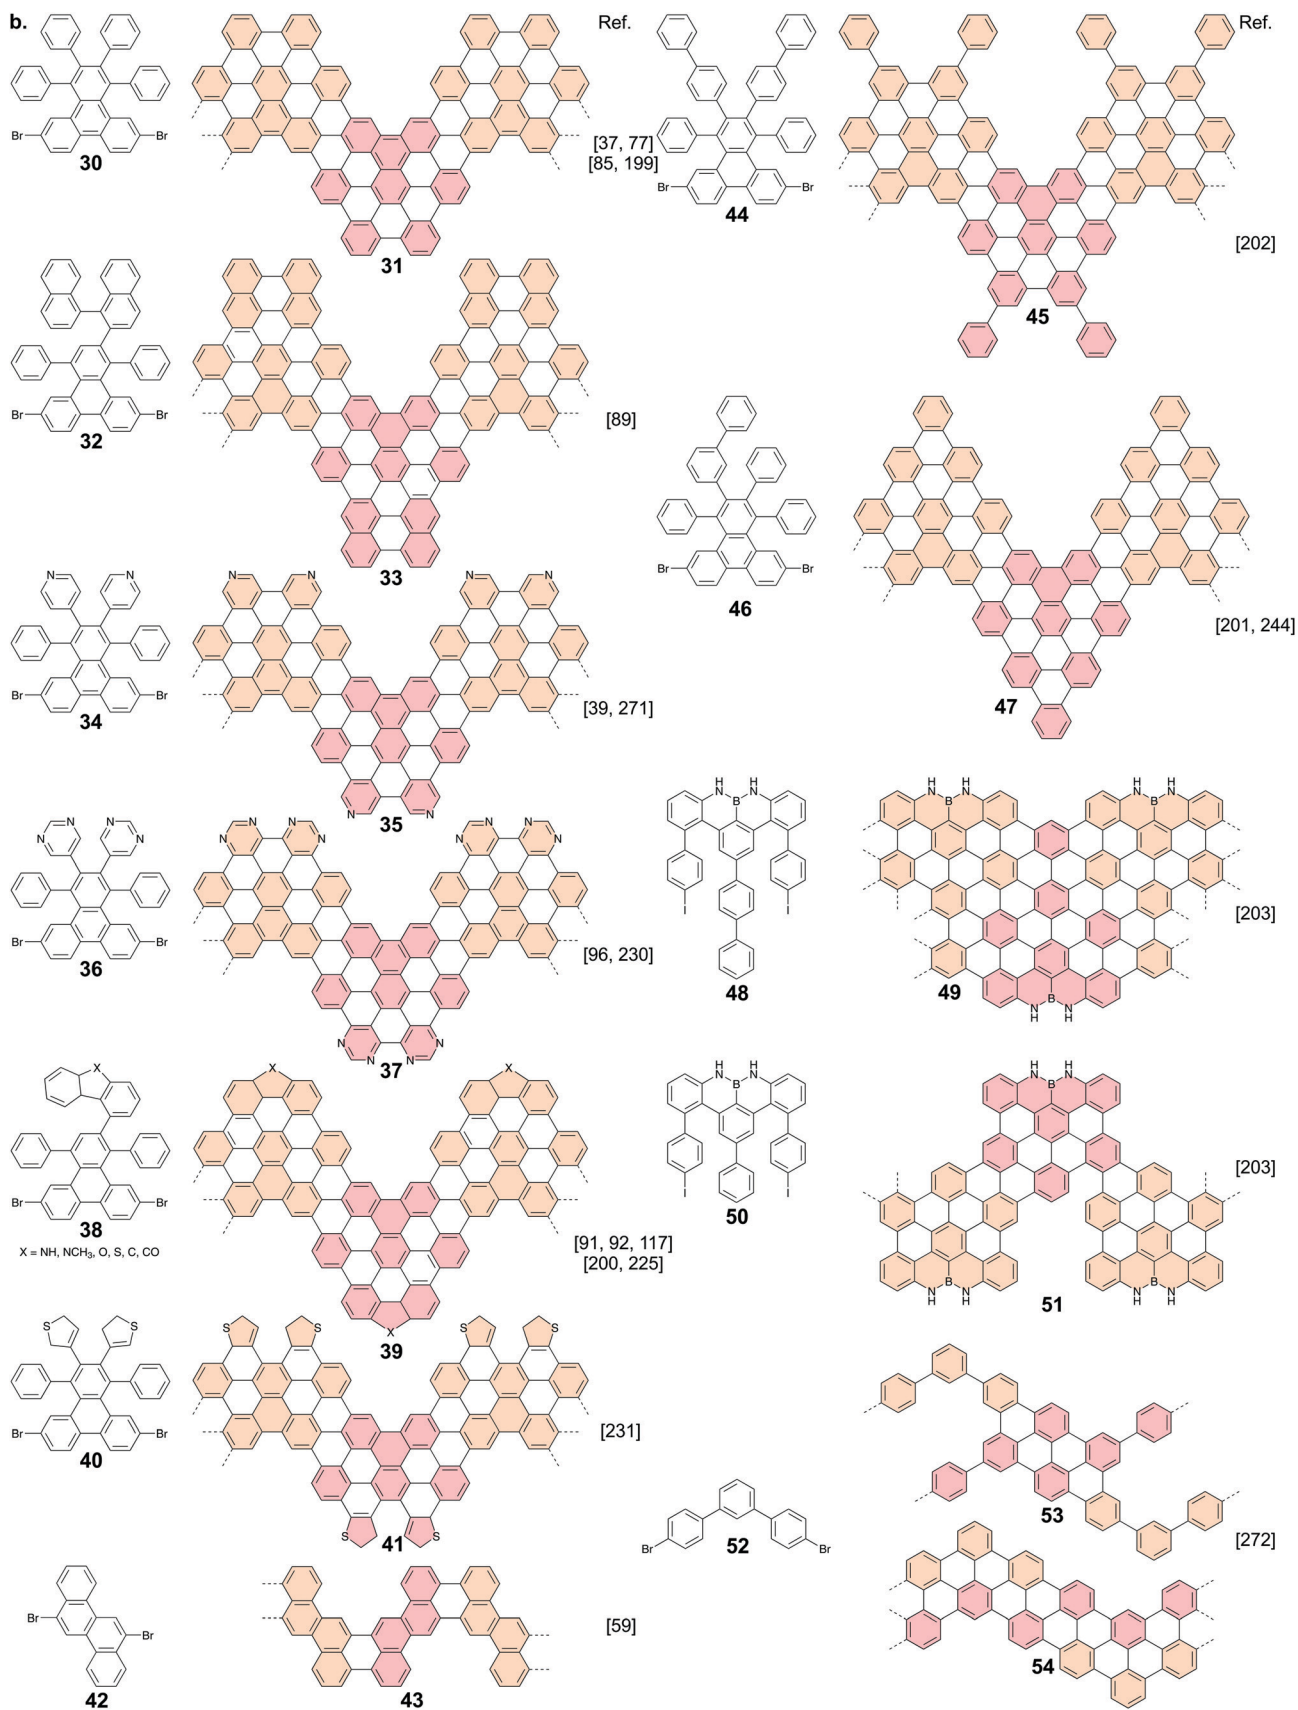 b.
Ref.
Br
Br
30
31
[37, 77]
[85, 199]
Br
Br
32
33
[89]
N
N
Br
Br
34
N
N
N
N
N
N
35
[39, 271]
N
N
N
N
Br
Br
36
N
N
N
N
N
N
N
N
N
N
N
N
37
[96, 230]
X
Br
Br
38
X = NH, NCH₃, O, S, C, CO
X
X
X
39
[91, 92, 117]
[200, 225]
S
S
Br
Br
40
S
S
S
S
S
S
41
[231]
Br
Br
42
43
[59]
Ref.
Br
Br
44
45
[202]
Br
Br
46
47
[201, 244]
H
H
N
B
N
I
I
48
H
H
N
B
N
H
H
N
B
N
N
B
N
H
H
49
[203]
H
H
N
B
N
I
I
50
H
H
N
B
N
N
B
N
H
H
N
B
N
H
H
51
[203]
Br
Br
52
53
54
[272]